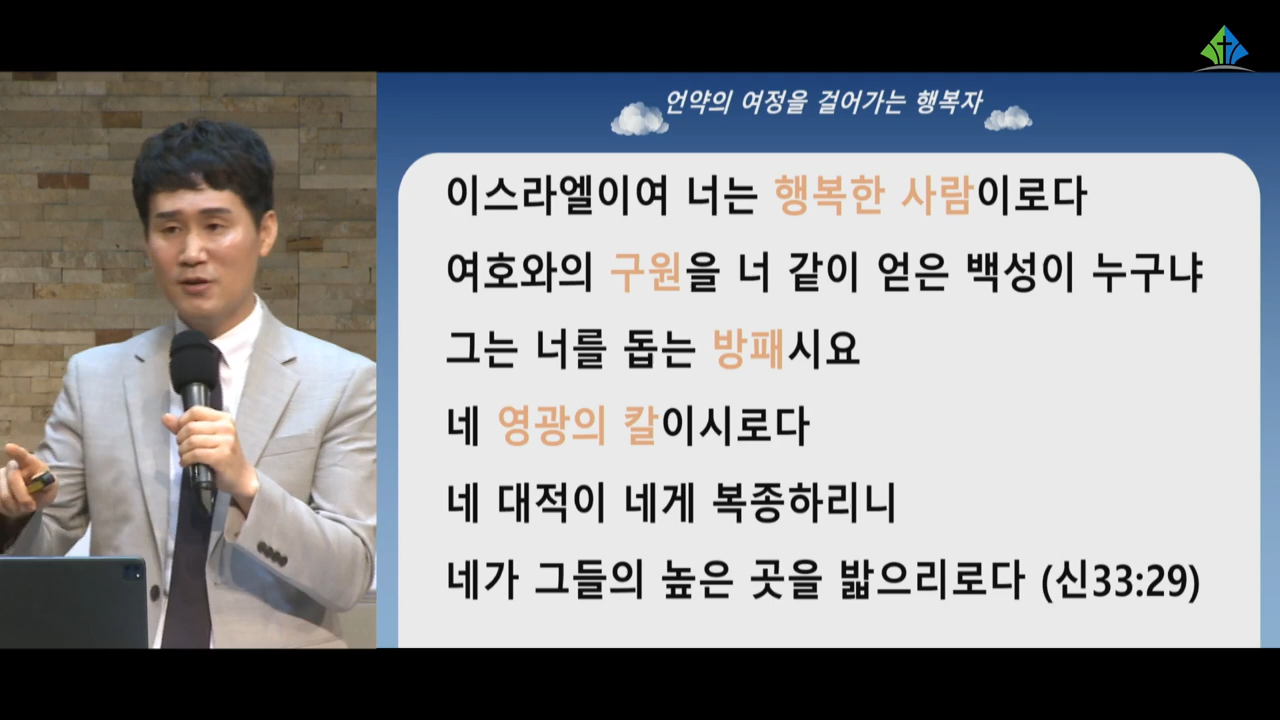 언약의 여정을 걸어가는 행복자
이스라엘이여 너는 행복한 사람이로다
여호와의 구원을 너 같이 얻은 백성이 누구냐
그는 너를 돕는 방패시요
네 영광의 칼이시로다
네 대적이 네게 복종하리니
네가 그들의 높은 곳을 밟으리로다 (신33:29)